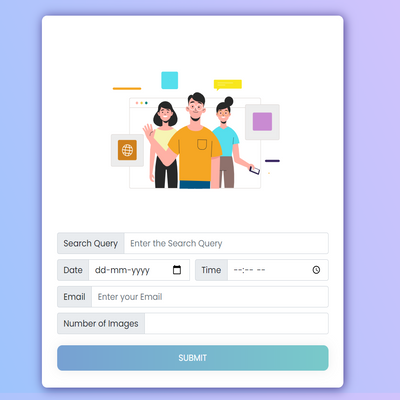 Search Query Enter the Search Query
Date dd-mm-yyyy Time --:-- --
Email Enter your Email
Number of Images
SUBMIT